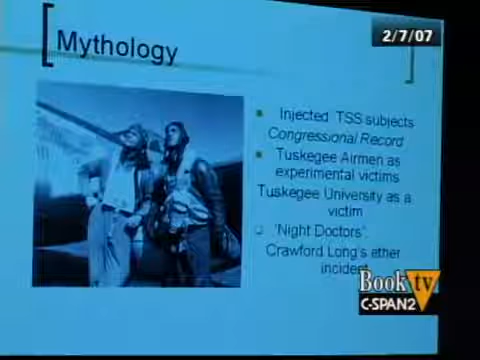 2/7/07
Mythology
Injected TSS subjects
Congressional Record
Tuskegee Airmen as
experimental victims
Tuskegee University as a
victim
'Night Doctors'.
Crawford Long's ether
incident
Book tv
C-SPAN2